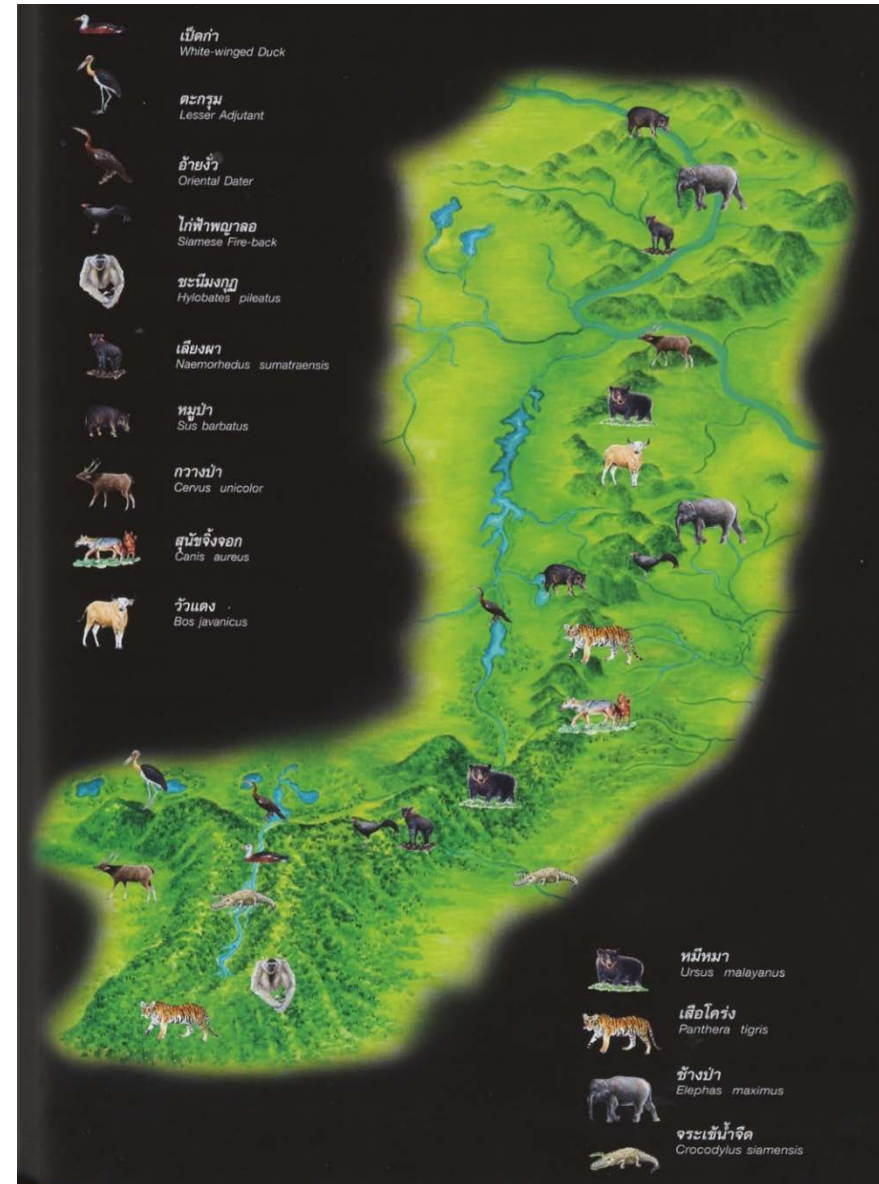 เป็ดก่า
White-winged Duck
ตะกรุม
Lesser Adjutant
อ้ายงั่ว
Oriental Dater
ไก่ฟ้าพญาลอ
Siamese Fire-back
ชะนีมงกุฏ
Hylobates pileatus
เลียงผา
Naemorhedus sumatraensis
หมูป่า
Sus barbatus
กวางป่า
Cervus unicolor
สุนัขจิ้งจอก
Canis aureus
วัวแดง
Bos javanicus
หมีหมา
Ursus malayanus
เสือโคร่ง
Panthera tigris
ช้างป่า
Elephas maximus
จระเข้น้ำจืด
Crocodylus siamensis